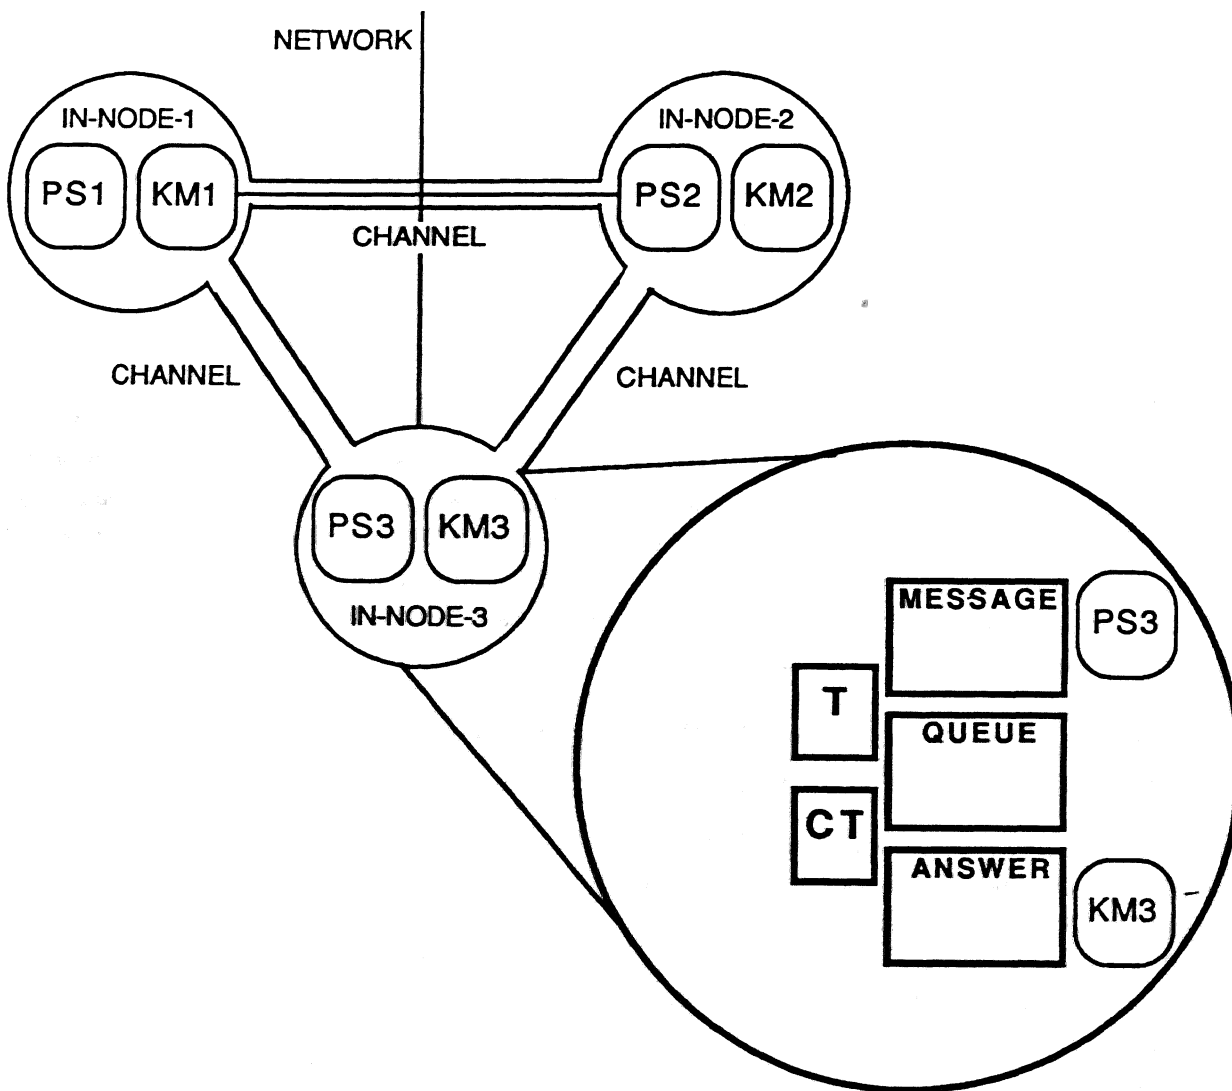 NETWORK
IN-NODE-1
IN-NODE-2
PS1
KM1
PS2
KM2
CHANNEL
CHANNEL
CHANNEL
PS3
KM3
IN-NODE-3
MESSAGE
PS3
T
QUEUE
CT
ANSWER
KM3